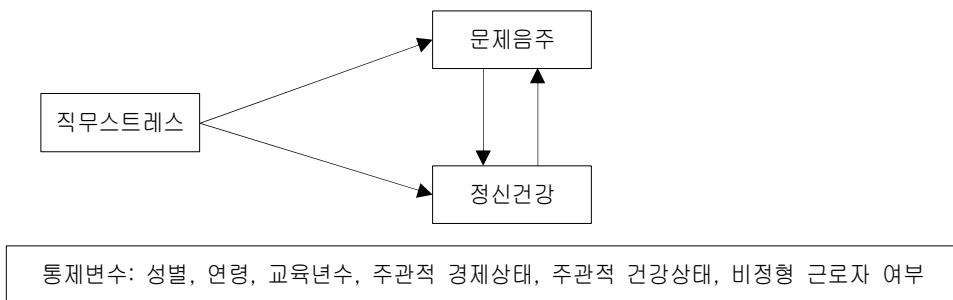 문제음주
직무스트레스
정신건강
통제변수: 성별, 연령, 교육년수, 주관적 경제상태, 주관적 건강상태, 비정형 근로자 여부